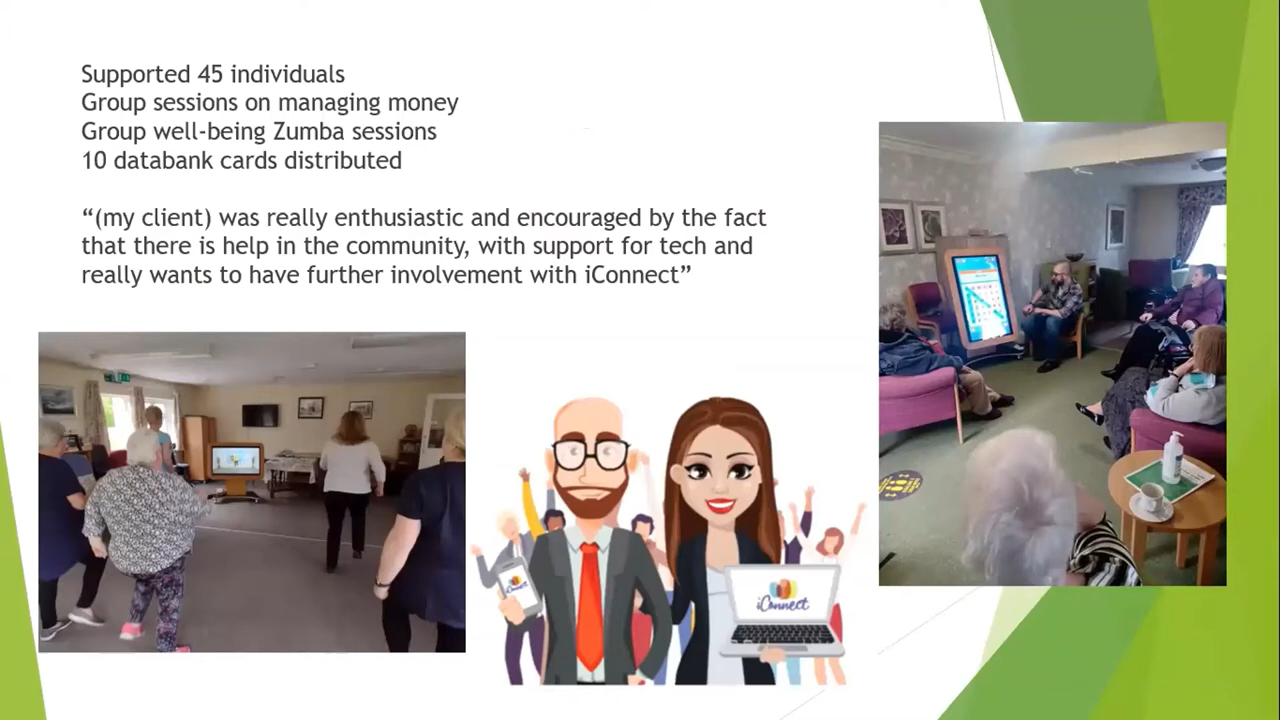 Supported 45 individuals
Group sessions on managing money
Group well-being Zumba sessions
10 databank cards distributed
“(my client) was really enthusiastic and encouraged by the fact
that there is help in the community, with support for tech and
really wants to have further involvement with iConnect”
iConnect
iConnect